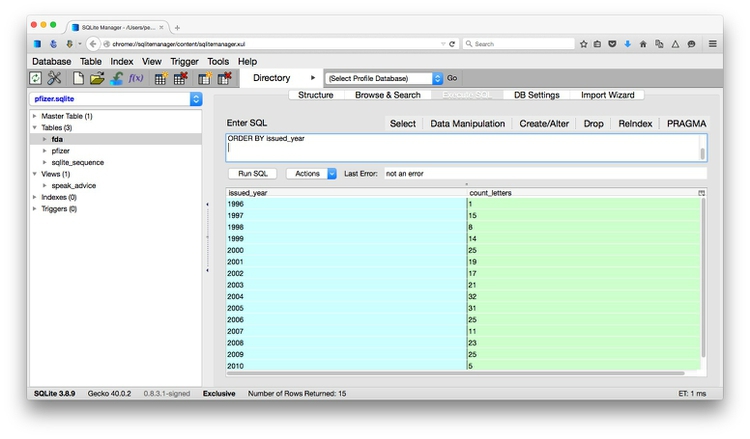 SQLite Manager - /Users/pe...
chrome://sqlitemanager/content/sqlitemanager.xul
Search
Database Table Index View Trigger Tools Help
f(x) Directory (Select Profile Database) Go
pfizer.sqlite
Structure Browse & Search Execute SQL DB Settings Import Wizard
Master Table (1)
Tables (3)
fda
pfizer
sqlite_sequence
Views (1)
speak_advice
Indexes (0)
Triggers (0)
Enter SQL Select Data Manipulation Create/Alter Drop ReIndex PRAGMA
ORDER BY issued_year
Run SQL Actions Last Error: not an error
issued_year count_letters
1996 1
1997 15
1998 8
1999 14
2000 25
2001 19
2002 17
2003 21
2004 32
2005 31
2006 25
2007 11
2008 23
2009 25
2010 5
SQLite 3.8.9 Gecko 40.0.2 0.8.3.1-signed Exclusive Number of Rows Returned: 15 ET: 1 ms